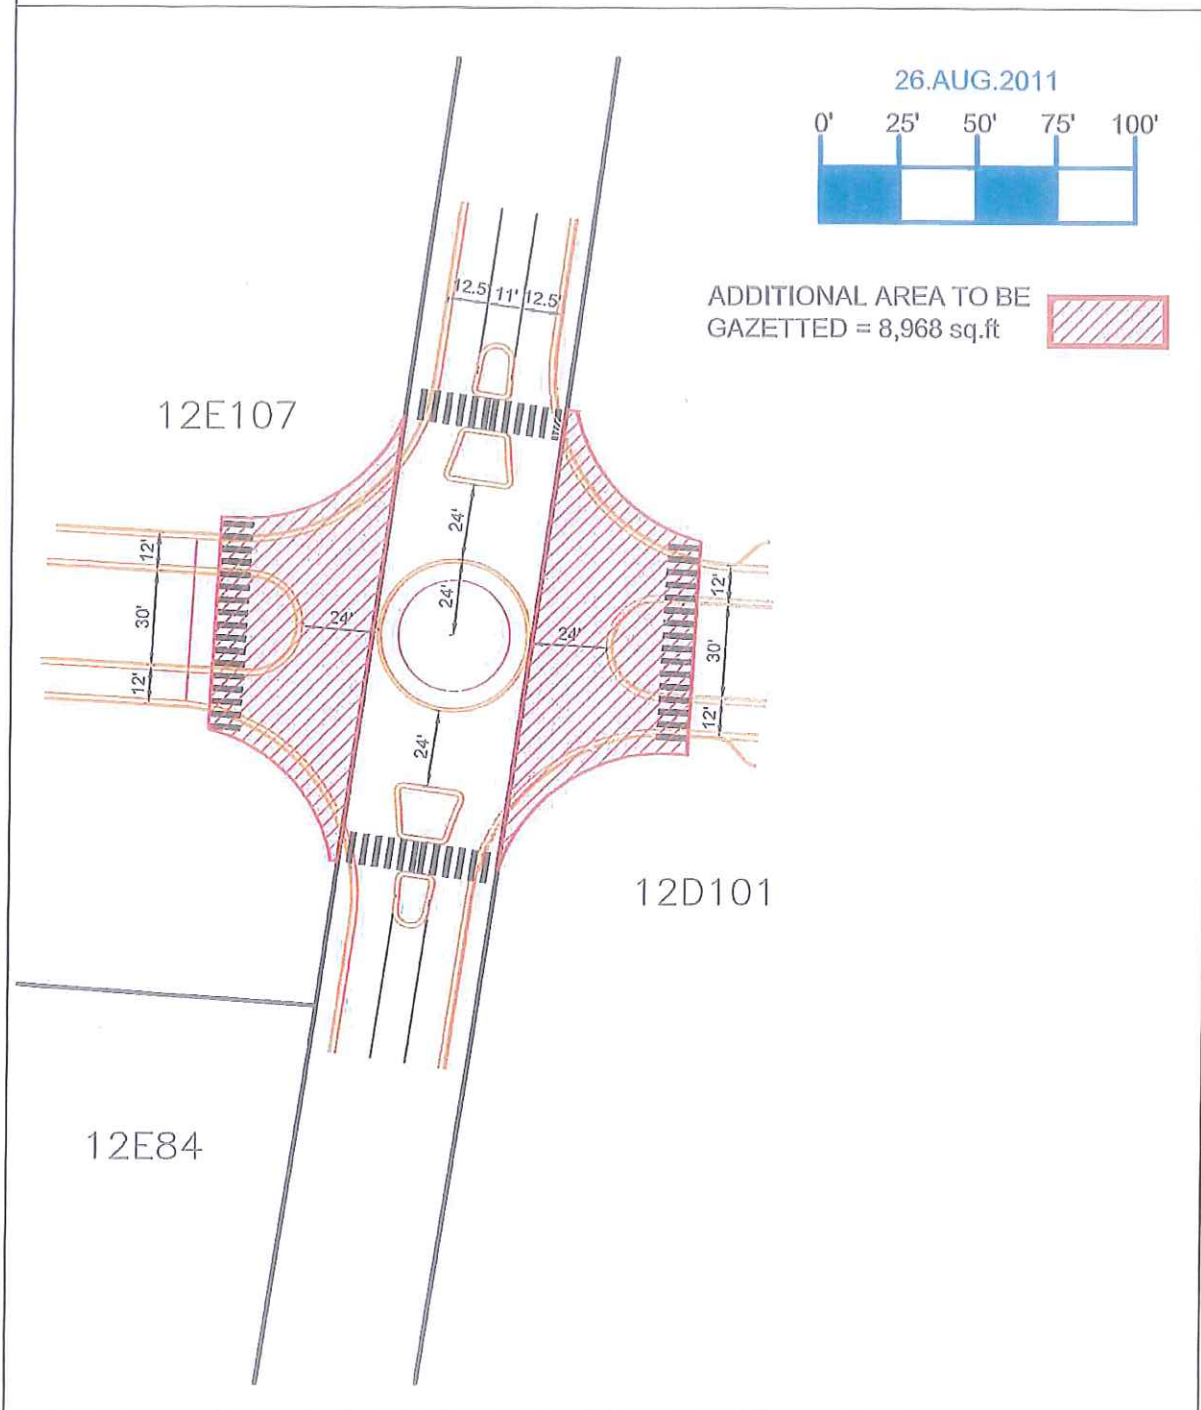 26.AUG.2011
0' 25' 50' 75' 100'
ADDITIONAL AREA TO BE
GAZETTED = 8,968 sq.ft
12.5' 11' 12.5'
12E107
24'
12'
30'
12'
24'
24'
24'
12'
30'
12'
24'
12D101
12E84